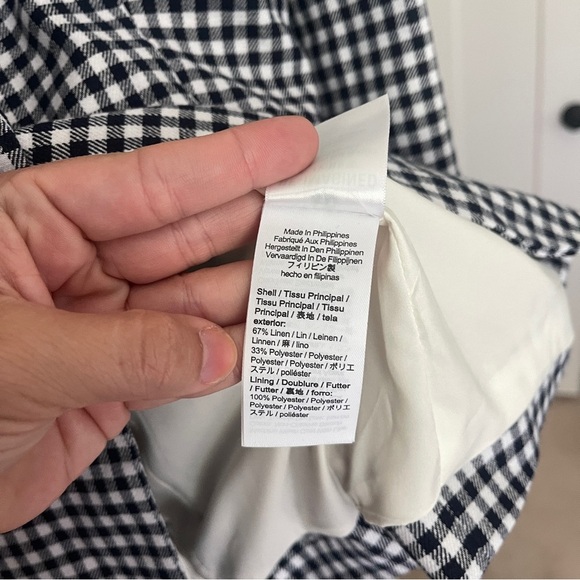 Made In Philippines
Fabriqué Aux Philippines
Hergestellt In Den Philippinen
Vervaardigd In De Filippijnen
フィリピン製
hecho en filipinas
Shell / Tissu Principal /
Tissu Principal / Tissu
Principal / 表地 / tela
exterior:
67% Linen / Lin / Leinen /
Linnen / 麻 / lino
33% Polyester / Polyester /
Polyester / Polyester / ポリエ
ステル / poliéster
Lining / Doublure / Futter
/ Futter / 裏地 / forro:
100% Polyester / Polyester /
Polyester / Polyester / ポリエ
ステル / poliéster